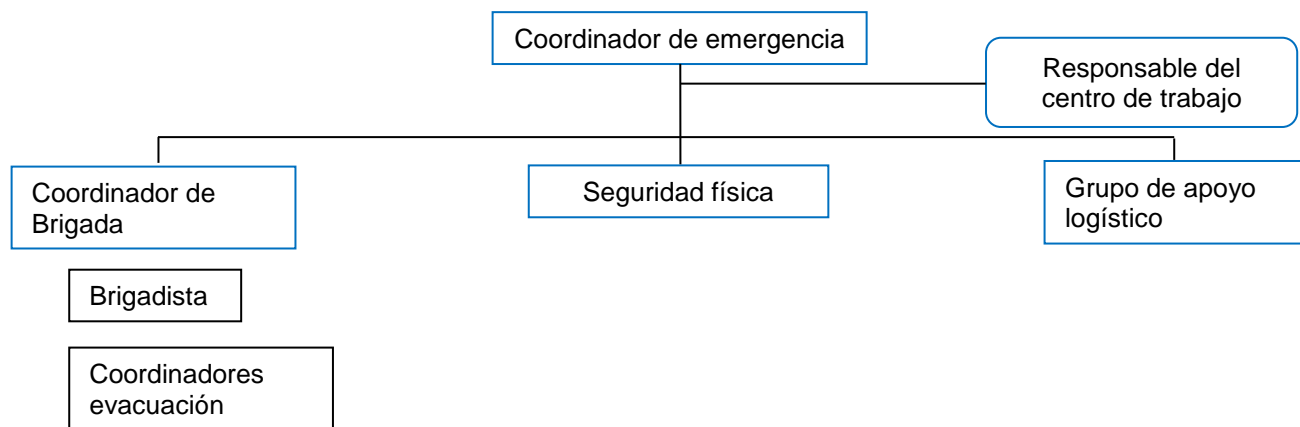 Coordinador de emergencia
Responsable del
centro de trabajo
Coordinador de
Brigada
Seguridad física
Grupo de apoyo
logístico
Brigadista
Coordinadores
evacuación